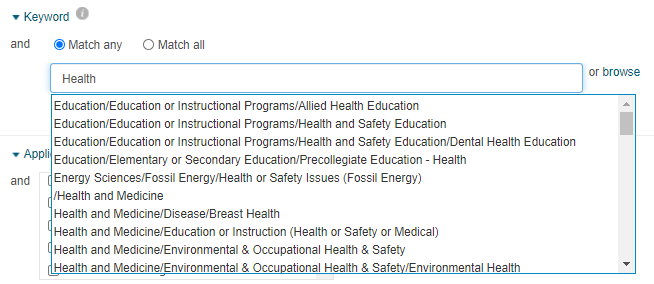 Keyword
and Match any Match all
Health or browse
Education/Education or Instructional Programs/Allied Health Education
Education/Education or Instructional Programs/Health and Safety Education
Education/Education or Instructional Programs/Health and Safety Education/Dental Health Education
Education/Elementary or Secondary Education/Precollegiate Education - Health
Energy Sciences/Fossil Energy/Health or Safety Issues (Fossil Energy)
/Health and Medicine
Health and Medicine/Disease/Breast Health
Health and Medicine/Education or Instruction (Health or Safety or Medical)
Health and Medicine/Environmental & Occupational Health & Safety
Health and Medicine/Environmental & Occupational Health & Safety/Environmental Health
and